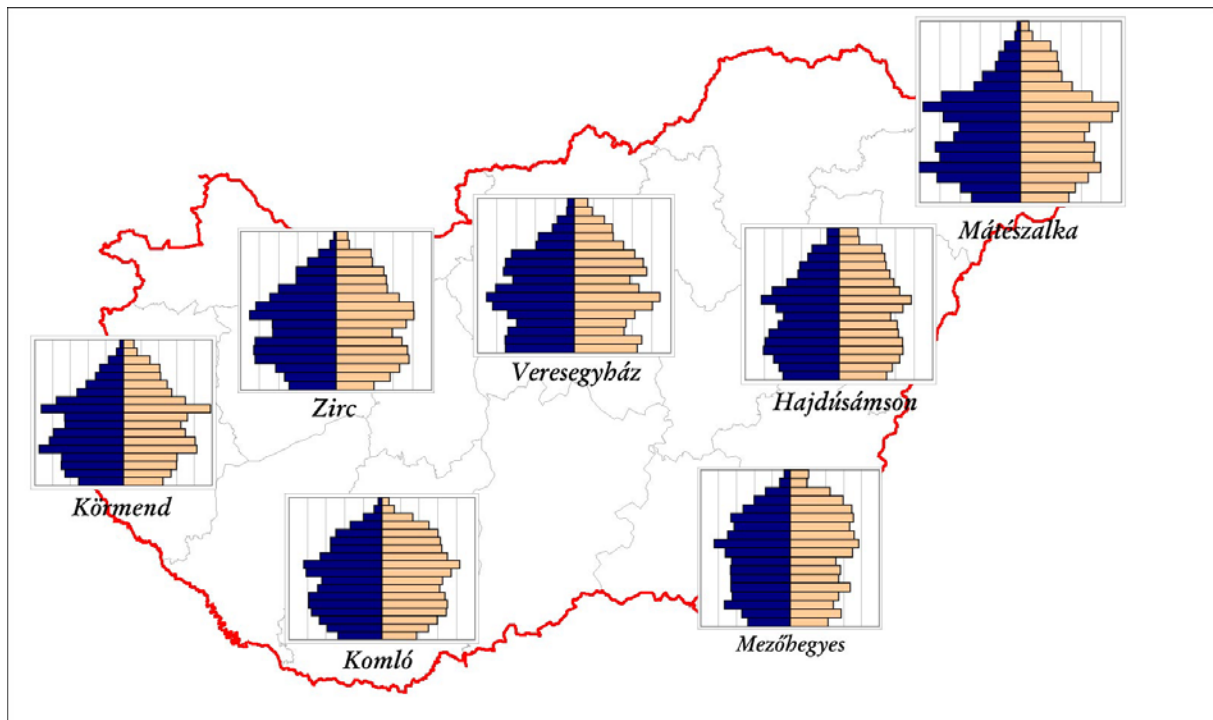 Mátészalka
Veresegyház
Hajdúsámson
Zirc
Körmend
Komló
Mezőhegyes